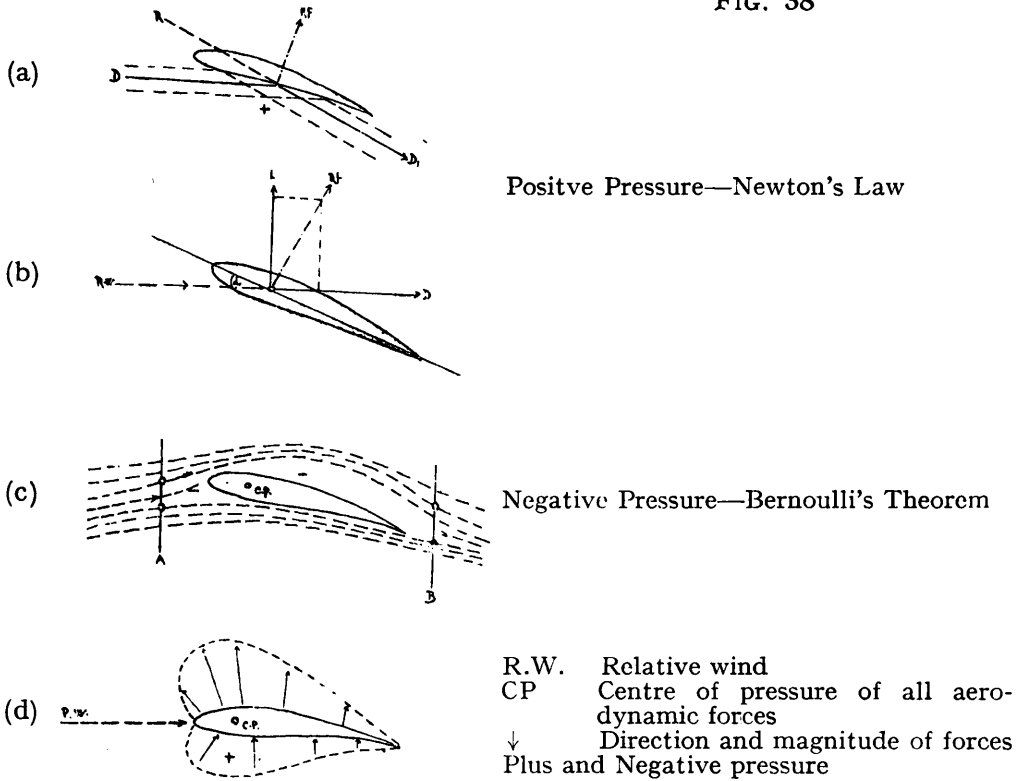 FIG. 38
(a)
R
P.F
D
+
D₁
Positve Pressure—Newton's Law
(b)
L
D
(c)
-
C.P.
A
B
Negative Pressure—Bernoulli's Theorem
(d)
C.P.
+
R.W. Relative wind
CP Centre of pressure of all aero-
dynamic forces
↓ Direction and magnitude of forces
Plus and Negative pressure